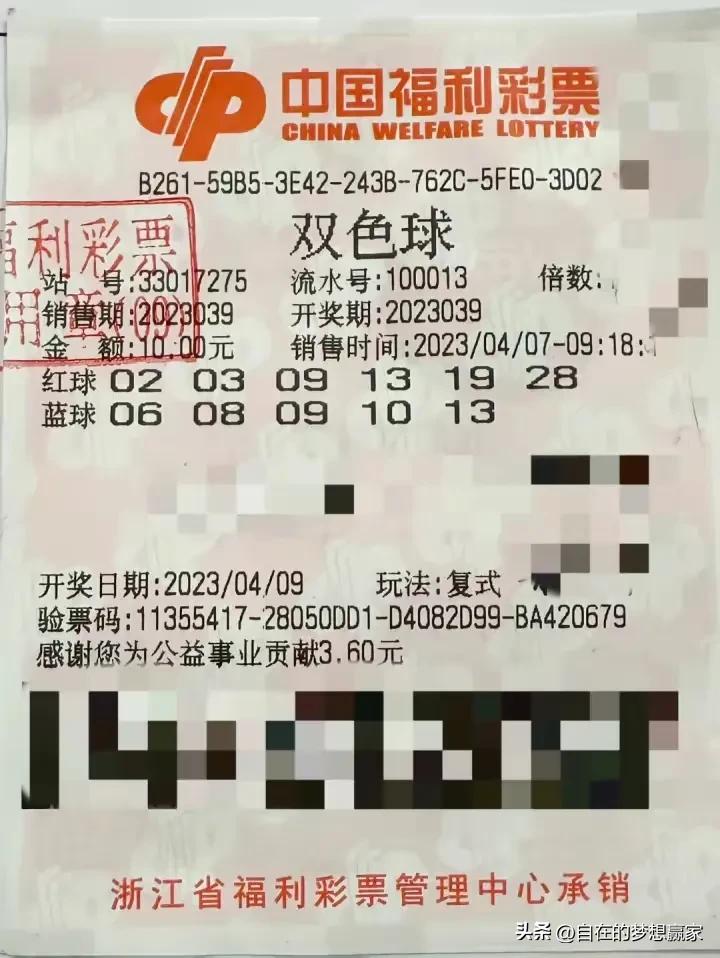 中国福利彩票
CHINA WELFARE LOTTERY
B261-59B5-3E42-243B-762C-5FE0-3D02
双色球
福利彩票
站 号:33017275 流水号:100013 倍数:
销售期:2023039 开奖期:2023039
用章(09)
金 额:10.00元 销售时间:2023/04/07-09:18:
红球 02 03 09 13 19 28
蓝球 06 08 09 10 13
开奖日期:2023/04/09 玩法:复式
验票码:11355417-28050DD1-D4082D99-BA420679
感谢您为公益事业贡献3.60元
浙江省福利彩票管理中心承销
头条 @自在的梦想赢家